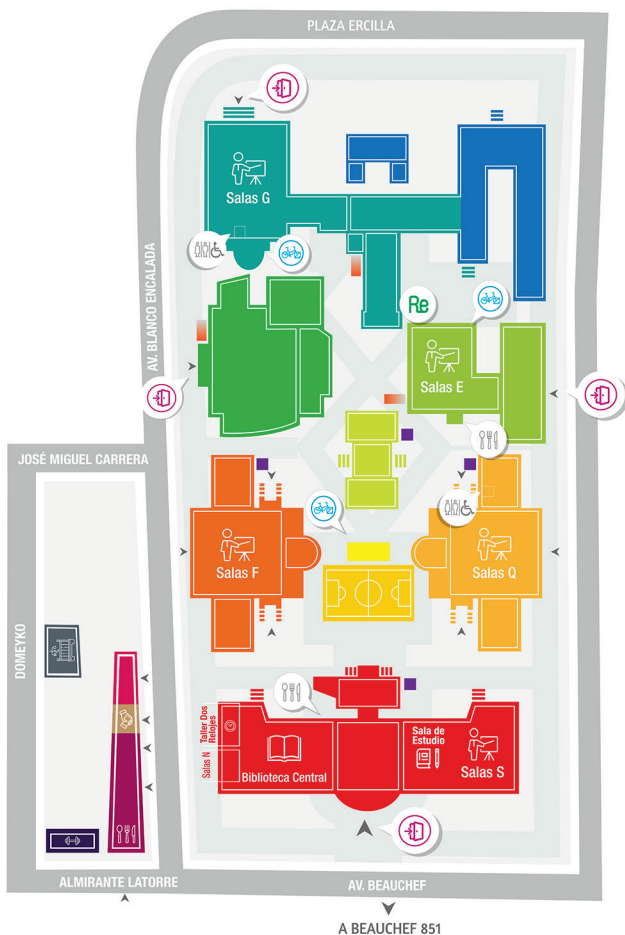 PLAZA ERCILLA
Salas G
AV. BLANCO ENCALADA
Re
Salas E
JOSÉ MIGUEL CARRERA
Salas F
Salas Q
DOMEYKO
Taller Dos
Relojes
Salas N
Biblioteca Central
Sala de
Estudio
Salas S
ALMIRANTE LATORRE
AV. BEAUCHEF
A BEAUCHEF 851